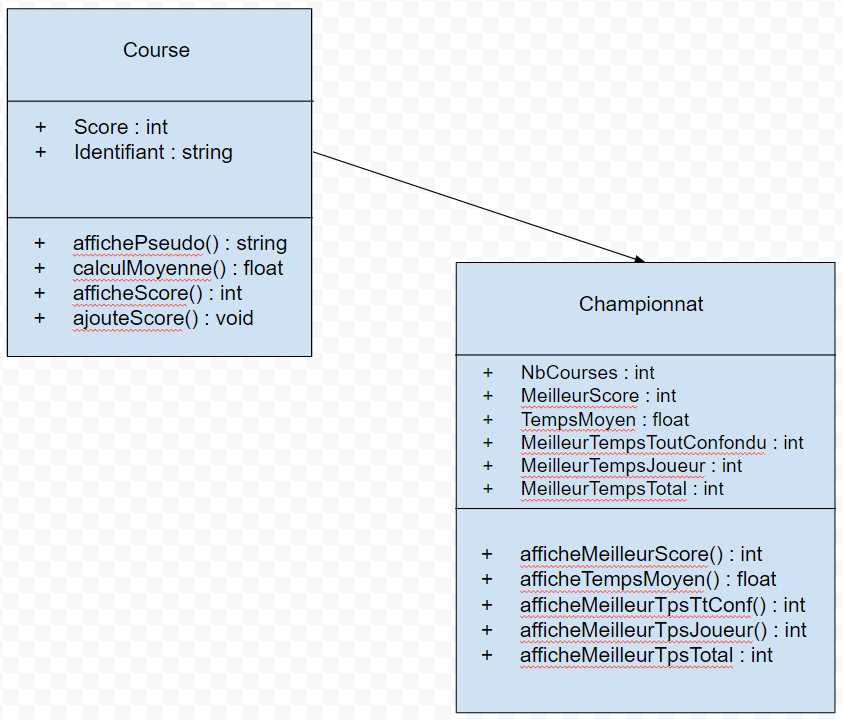 Course
+ Score : int
+ Identifiant : string
+ affichePseudo() : string
+ calculMoyenne() : float
+ afficheScore() : int
+ ajouteScore() : void
Championnat
+ NbCourses : int
+ MeilleurScore : int
+ TempsMoyen : float
+ MeilleurTempsToutConfondu : int
+ MeilleurTempsJoueur : int
+ MeilleurTempsTotal : int
+ afficheMeilleurScore() : int
+ afficheTempsMoyen() : float
+ afficheMeilleurTpsTtConf() : int
+ afficheMeilleurTpsJoueur() : int
+ afficheMeilleurTpsTotal : int